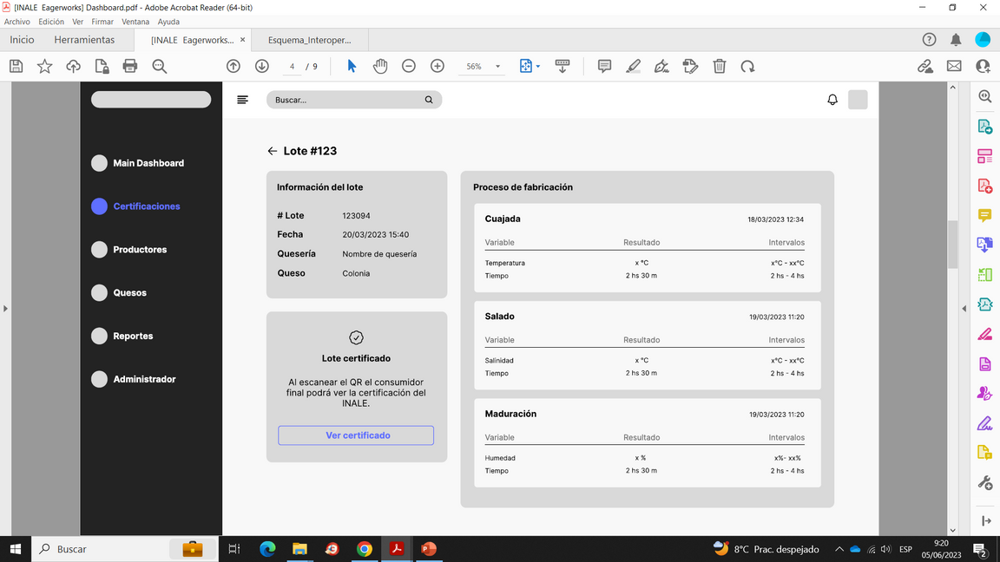 [INALE  Eagerworks] Dashboard.pdf - Adobe Acrobat Reader (64-bit)
Archivo Edición Ver Firmar Ventana Ayuda
Inicio Herramientas [INALE  Eagerworks... × Esquema_Interoper...
4 / 9 56%
Buscar...
Main Dashboard
Certificaciones
Productores
Quesos
Reportes
Administrador
Lote #123
Información del lote
# Lote 123094
Fecha 20/03/2023 15:40
Quesería Nombre de quesería
Queso Colonia
Lote certificado
Al escanear el QR el consumidor
final podrá ver la certificación del
INALE.
Ver certificado
Proceso de fabricación
Cuajada 18/03/2023 12:34
Variable Resultado Intervalos
Temperatura x °C x°C - xx°C
Tiempo 2 hs 30 m 2 hs - 4 hs
Salado 19/03/2023 11:20
Variable Resultado Intervalos
Salinidad x °C x°C - xx°C
Tiempo 2 hs 30 m 2 hs - 4 hs
Maduración 19/03/2023 11:20
Variable Resultado Intervalos
Humedad x % x%- xx%
Tiempo 2 hs 30 m 2 hs - 4 hs
Buscar 8°C Prac. despejado ESP 9:20
05/06/2023
2